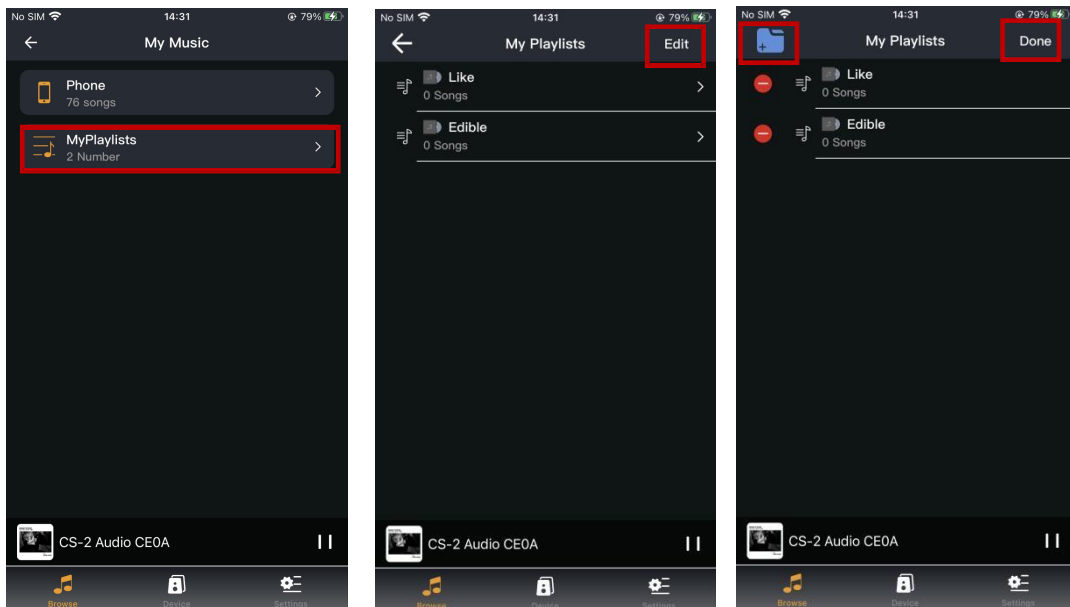 No SIM 14:31 79%
My Music
Phone
76 songs
MyPlaylists
2 Number
CS-2 Audio CE0A
Browse Device Settings
No SIM 14:31 79%
My Playlists Edit
Like
0 Songs
Edible
0 Songs
CS-2 Audio CE0A
Browse Device Settings
No SIM 14:31 79%
My Playlists Done
Like
0 Songs
Edible
0 Songs
CS-2 Audio CE0A
Browse Device Settings